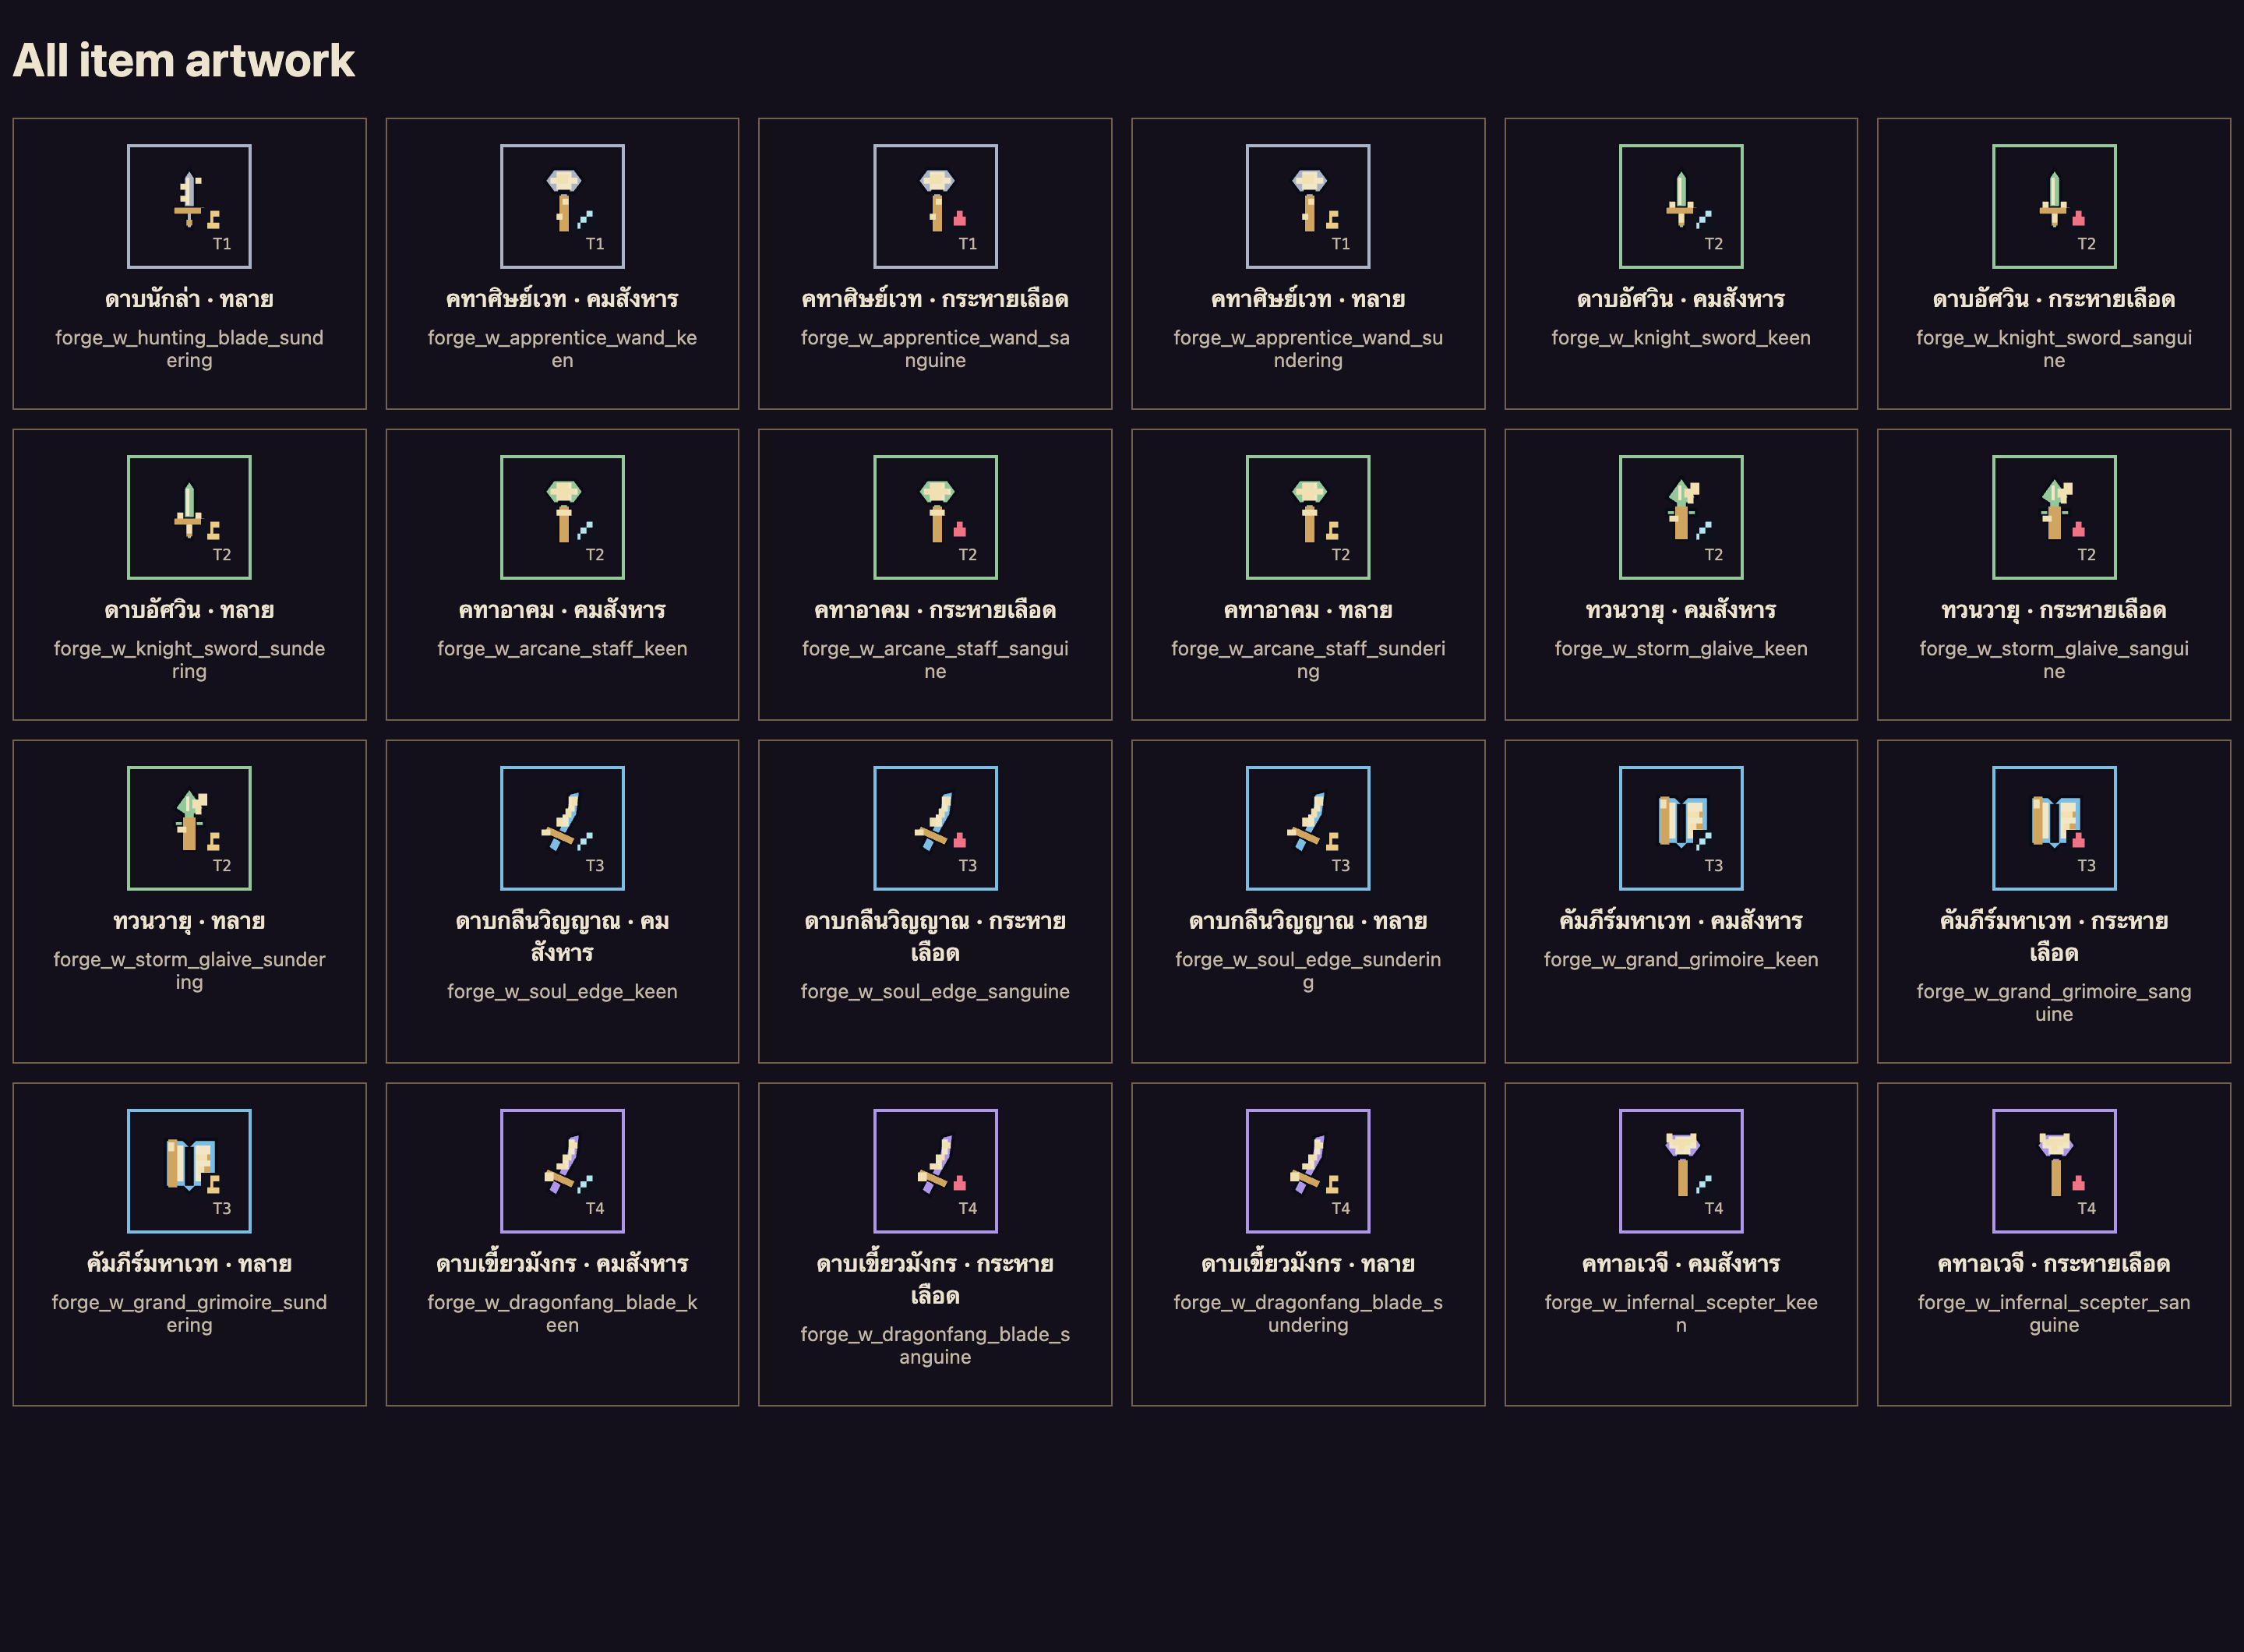 All item artwork
T1
ดาบนักล่า · ทลาย
forge_w_hunting_blade_sund
ering
T1
คทาศิษย์เวท · คมสังหาร
forge_w_apprentice_wand_ke
en
T1
คทาศิษย์เวท · กระหายเลือด
forge_w_apprentice_wand_sa
nguine
T1
คทาศิษย์เวท · ทลาย
forge_w_apprentice_wand_su
ndering
T2
ดาบอัศวิน · คมสังหาร
forge_w_knight_sword_keen
T2
ดาบอัศวิน · กระหายเลือด
forge_w_knight_sword_sangui
ne
T2
ดาบอัศวิน · ทลาย
forge_w_knight_sword_sunde
ring
T2
คทาอาคม · คมสังหาร
forge_w_arcane_staff_keen
T2
คทาอาคม · กระหายเลือด
forge_w_arcane_staff_sangui
ne
T2
คทาอาคม · ทลาย
forge_w_arcane_staff_sunderi
ng
T2
ทวนวายุ · คมสังหาร
forge_w_storm_glaive_keen
T2
ทวนวายุ · กระหายเลือด
forge_w_storm_glaive_sangui
ne
T2
ทวนวายุ · ทลาย
forge_w_storm_glaive_sunder
ing
T3
ดาบกลืนวิญญาณ · คม
สังหาร
forge_w_soul_edge_keen
T3
ดาบกลืนวิญญาณ · กระหาย
เลือด
forge_w_soul_edge_sanguine
T3
ดาบกลืนวิญญาณ · ทลาย
forge_w_soul_edge_sunderin
g
T3
คัมภีร์มหาเวท · คมสังหาร
forge_w_grand_grimoire_keen
T3
คัมภีร์มหาเวท · กระหาย
เลือด
forge_w_grand_grimoire_sang
uine
T3
คัมภีร์มหาเวท · ทลาย
forge_w_grand_grimoire_sund
ering
T4
ดาบเขี้ยวมังกร · คมสังหาร
forge_w_dragonfang_blade_k
een
T4
ดาบเขี้ยวมังกร · กระหาย
เลือด
forge_w_dragonfang_blade_s
anguine
T4
ดาบเขี้ยวมังกร · ทลาย
forge_w_dragonfang_blade_s
undering
T4
คทาอเวจี · คมสังหาร
forge_w_infernal_scepter_kee
n
T4
คทาอเวจี · กระหายเลือด
forge_w_infernal_scepter_san
guine